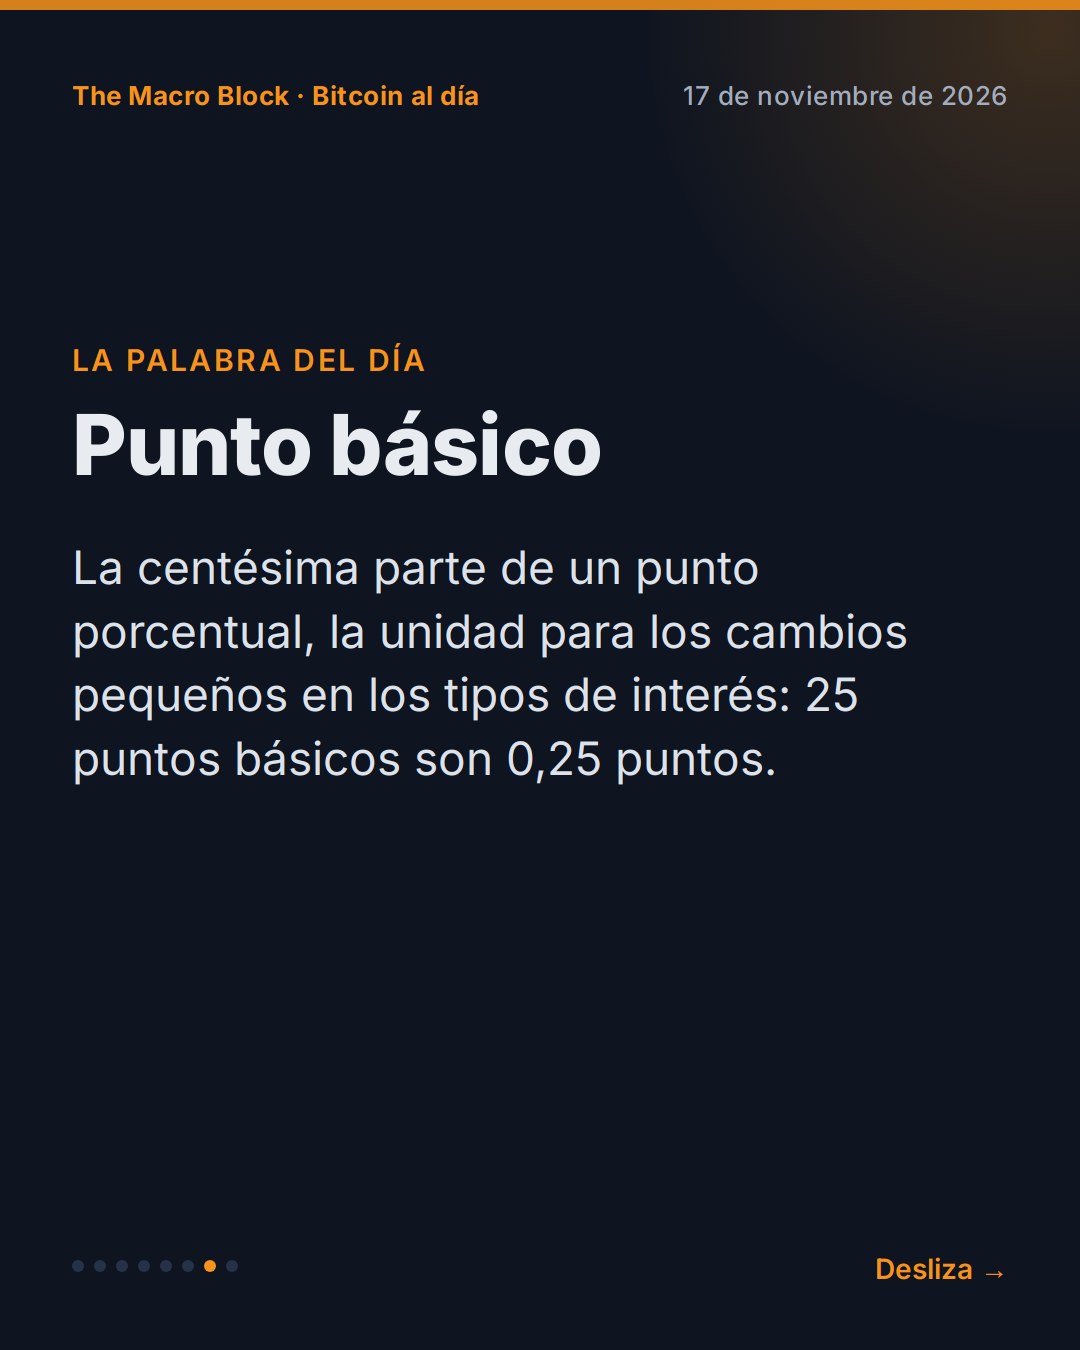 The Macro Block · Bitcoin al día
17 de noviembre de 2026
LA PALABRA DEL DÍA
Punto básico
La centésima parte de un punto
porcentual, la unidad para los cambios
pequeños en los tipos de interés: 25
puntos básicos son 0,25 puntos.
Desliza →